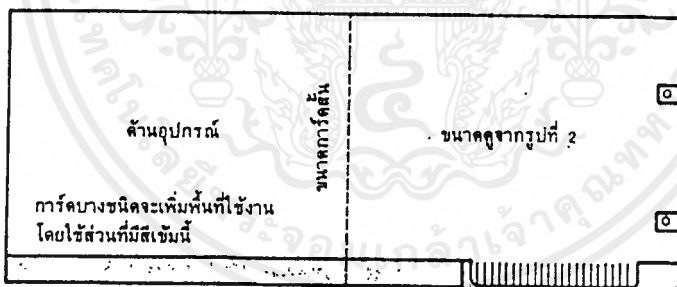 ด้านอุปกรณ์
ขนาดการ์ดสั้น
ขนาดดูจากรูปที่ 2
การ์ดบางชนิดจะเพิ่มพื้นที่ใช้งาน
โดยใช้ส่วนที่มีสีเข้มนี้